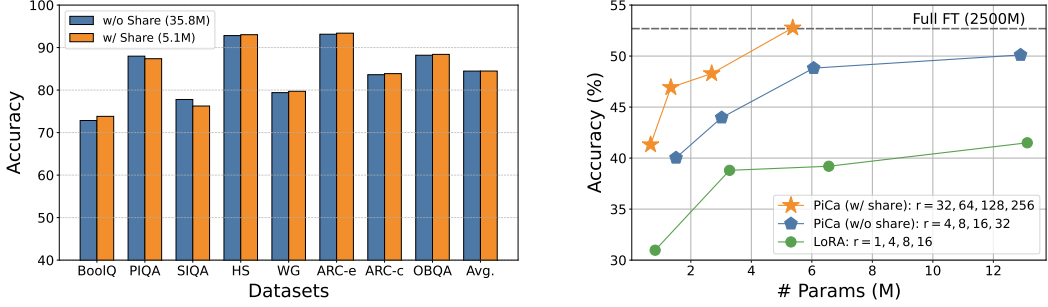 w/o Share (35.8M)
w/ Share (5.1M)
100
90
80
70
60
50
40
Accuracy
BoolQ PIQA SIQA HS WG ARC-e ARC-c OBQA Avg.
Datasets
Full FT (2500M)
55
50
45
40
35
30
Accuracy (%)
PiCa (w/ share): r = 32, 64, 128, 256
PiCa (w/o share): r = 4, 8, 16, 32
LoRA: r = 1, 4, 8, 16
2 4 6 8 10 12
# Params (M)